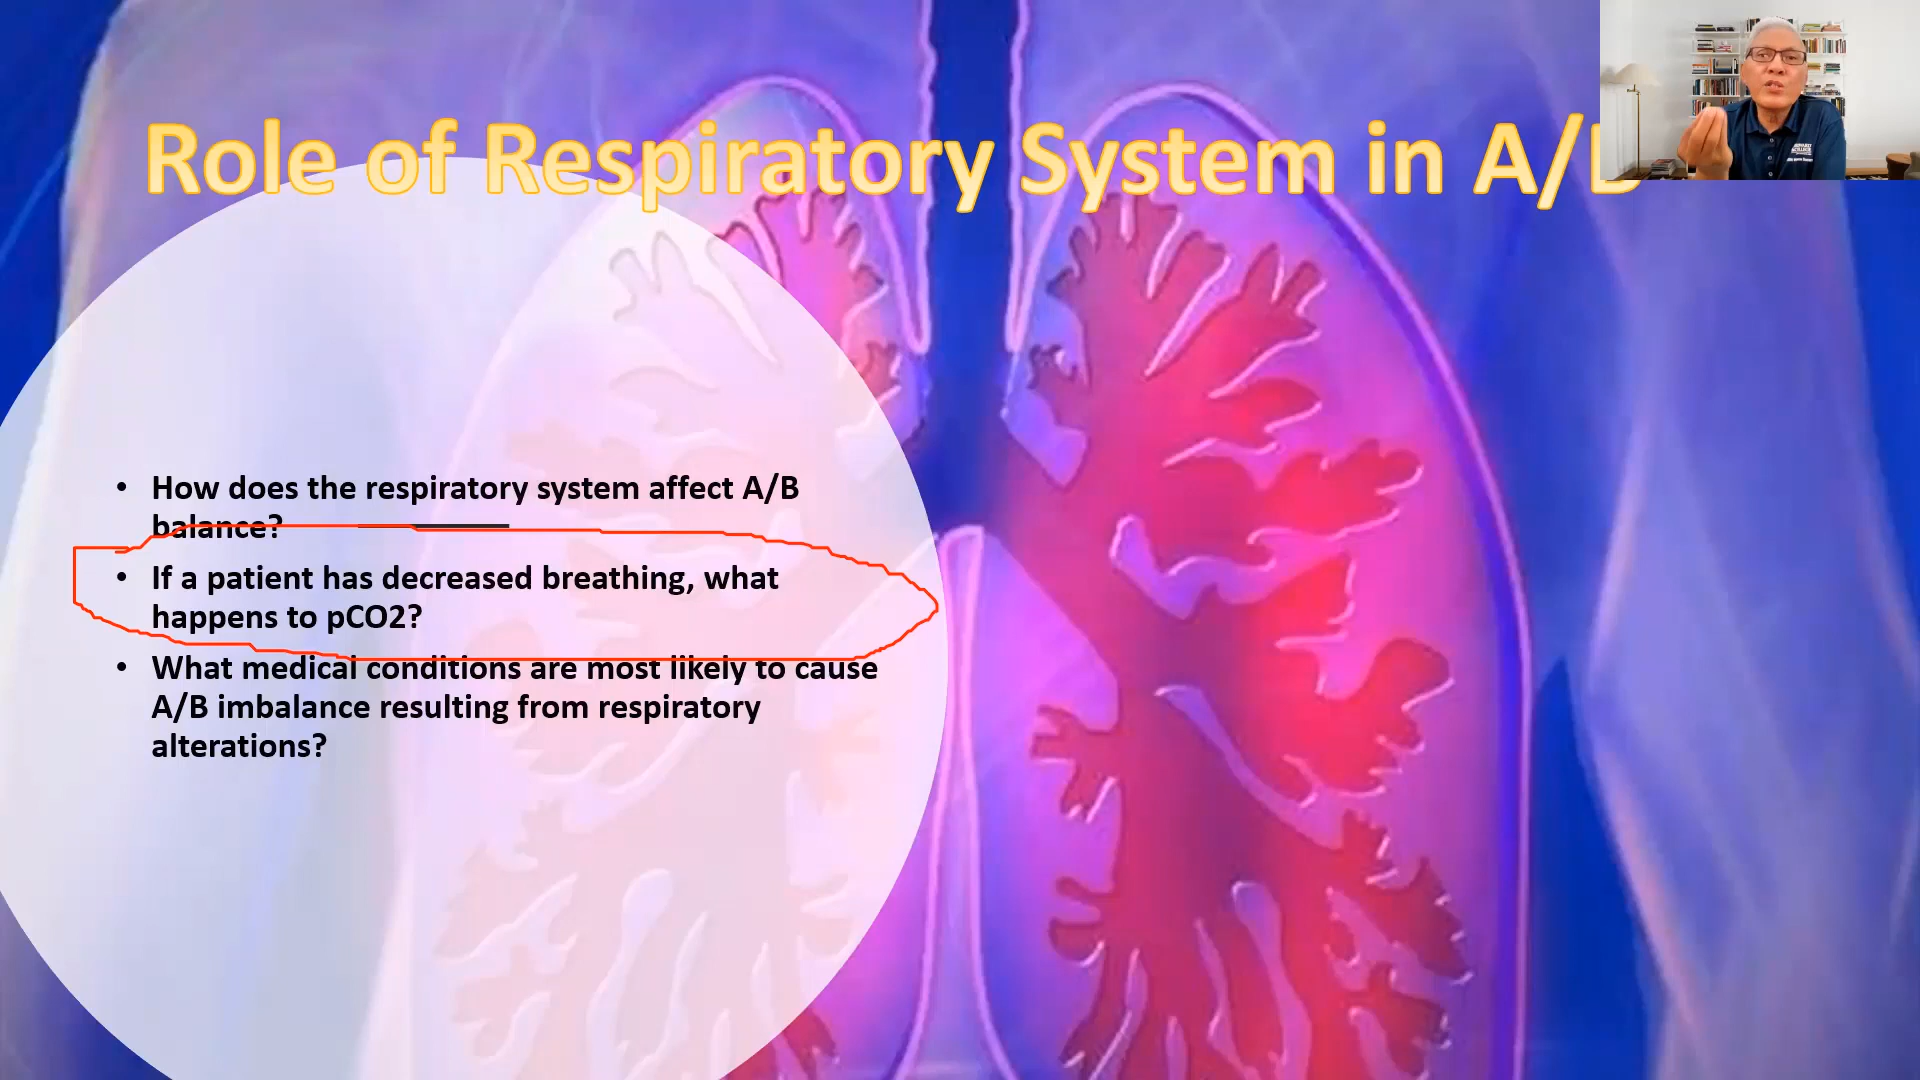 Role of Respiratory System in A/B
• How does the respiratory system affect A/B
balance?
• If a patient has decreased breathing, what
happens to pCO2?
• What medical conditions are most likely to cause
A/B imbalance resulting from respiratory
alterations?